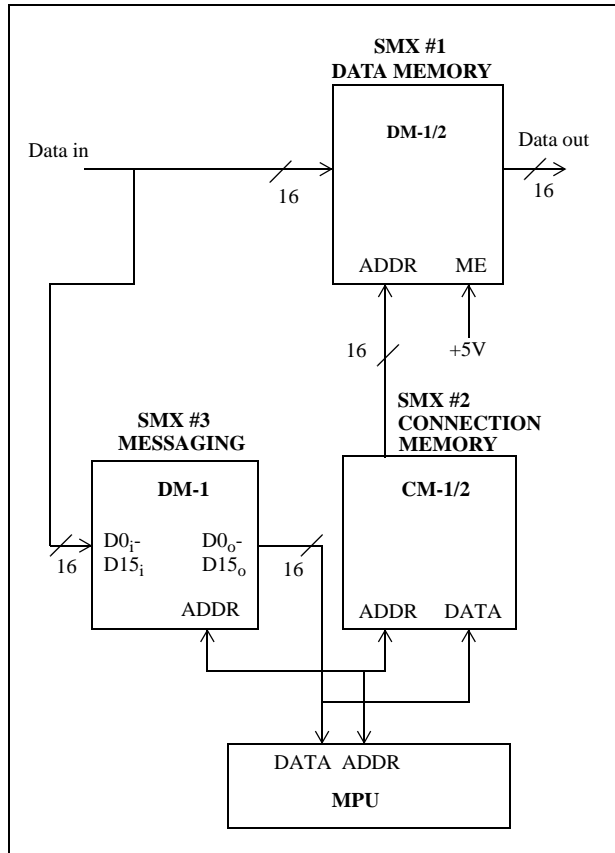 SMX #1
DATA MEMORY
DM-1/2
Data in
Data out
16
16
ADDR ME
16
+5V
SMX #2
CONNECTION
MEMORY
SMX #3
MESSAGING
DM-1
CM-1/2
D0i- D0o-
D15i D15o
16
16
ADDR
ADDR DATA
DATA ADDR
MPU